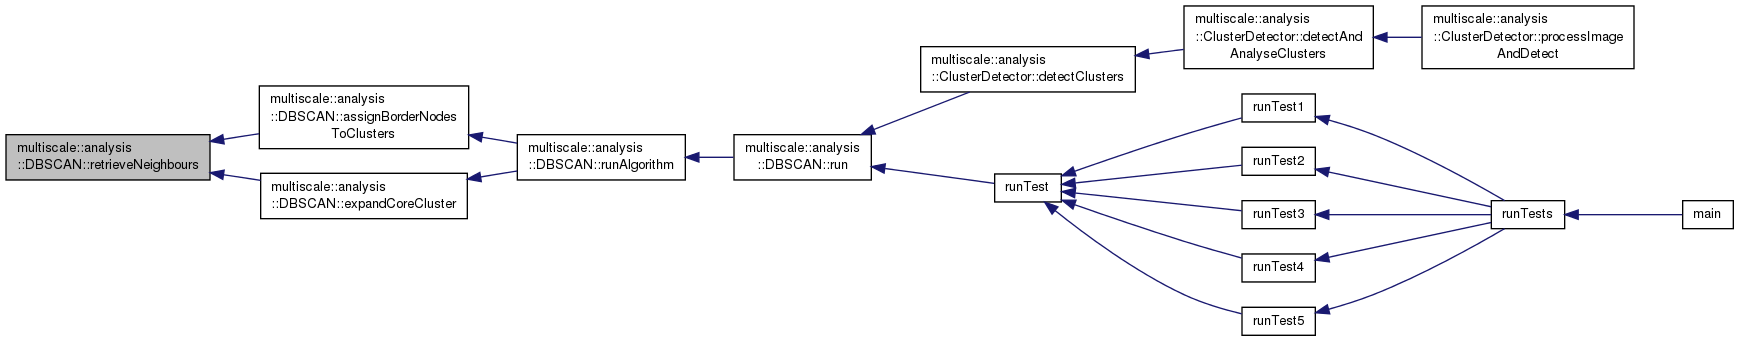 multiscale::analysis
::DBSCAN::retrieveNeighbours
multiscale::analysis
::DBSCAN::assignBorderNodes
ToClusters
multiscale::analysis
::DBSCAN::expandCoreCluster
multiscale::analysis
::DBSCAN::runAlgorithm
multiscale::analysis
::DBSCAN::run
multiscale::analysis
::ClusterDetector::detectClusters
multiscale::analysis
::ClusterDetector::detectAnd
AnalyseClusters
multiscale::analysis
::ClusterDetector::processImage
AndDetect
runTest
runTest1
runTest2
runTest3
runTest4
runTest5
runTests
main